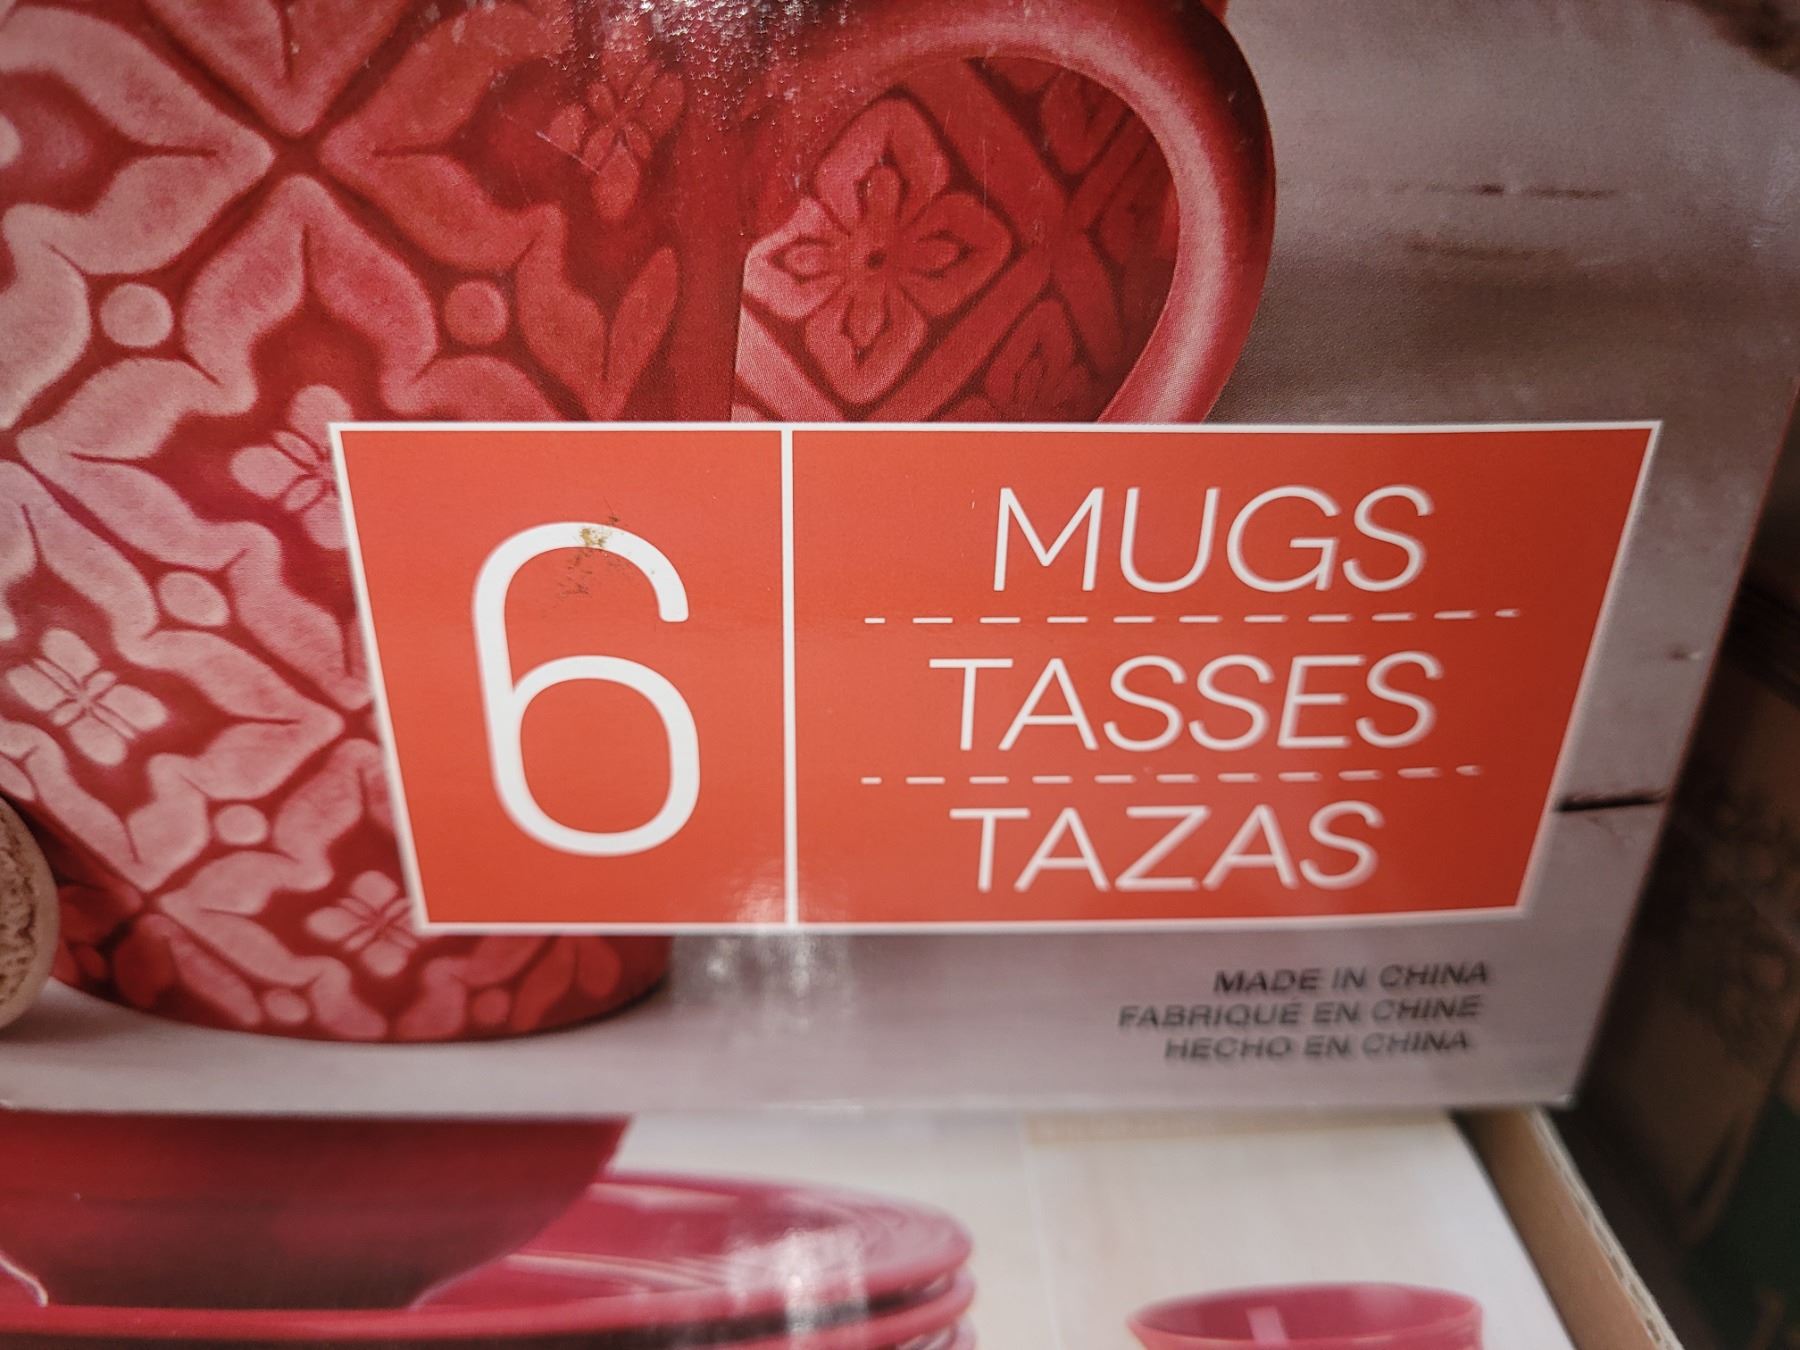 6
MUGS
TASSES
TAZAS
MADE IN CHINA
FABRIQUÉ EN CHINE
HECHO EN CHINA